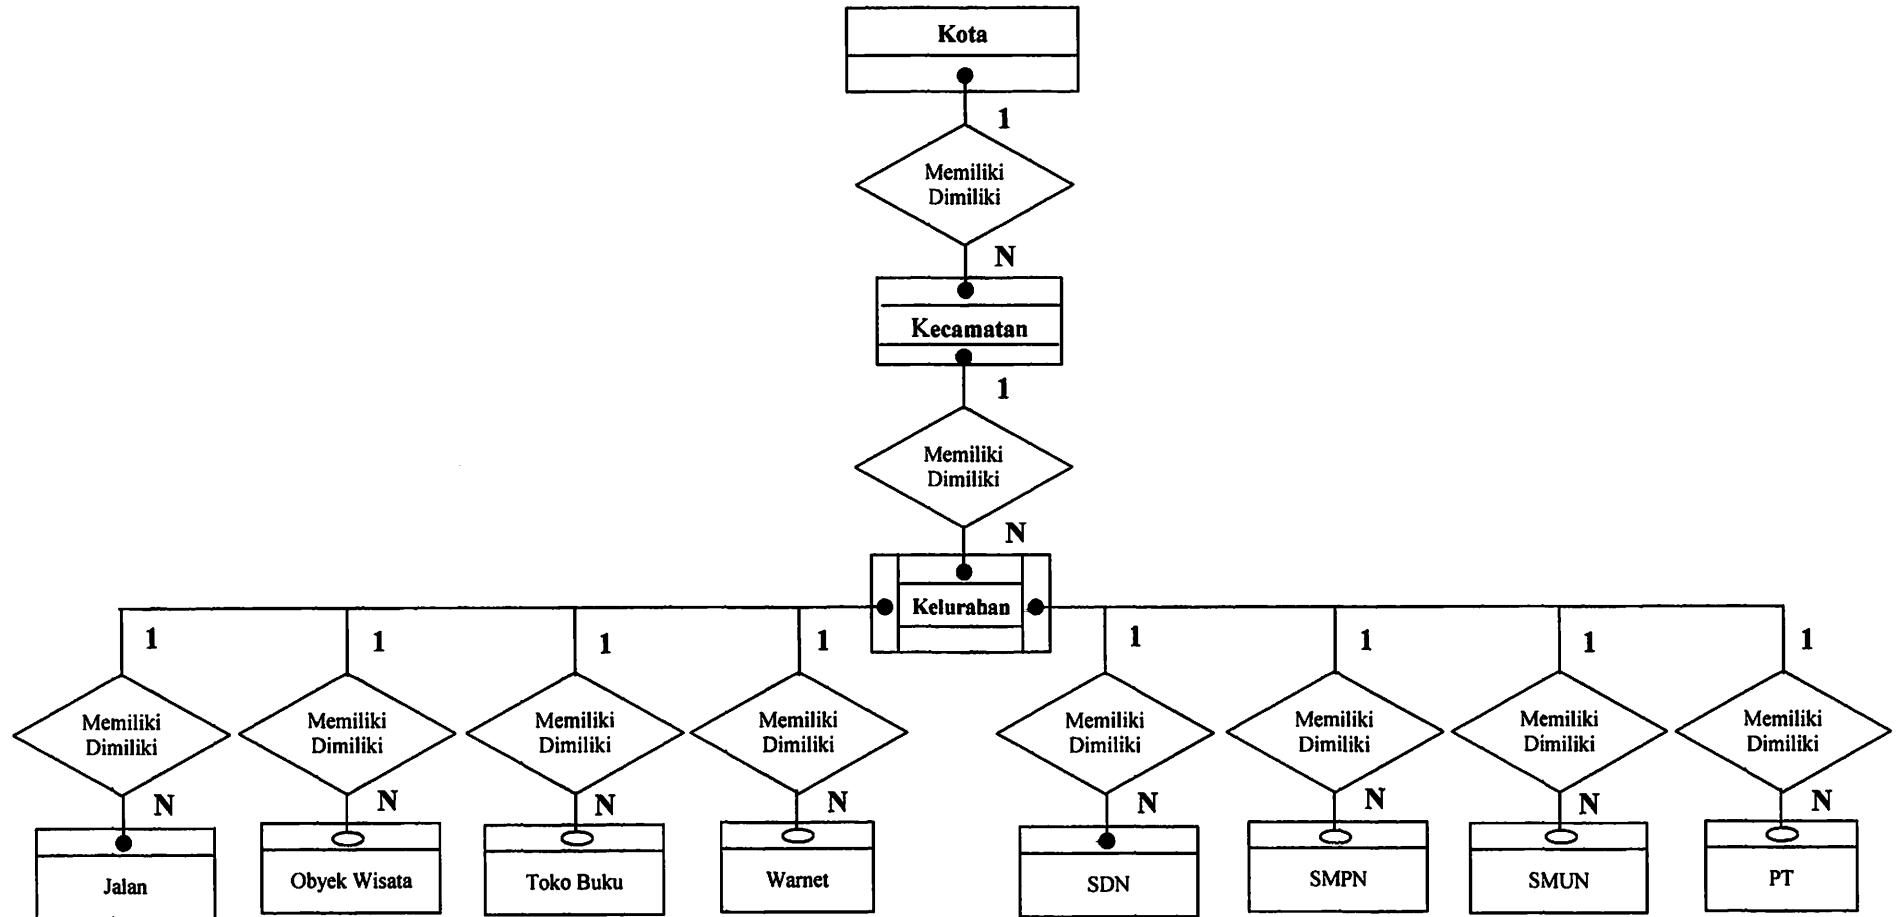 Kota
1
Memiliki
Dimiliki
N
Kecamatan
1
Memiliki
Dimiliki
N
Kelurahan
1 1 1 1 1 1 1 1
Memiliki Memiliki Memiliki Memiliki Memiliki Memiliki Memiliki Memiliki
Dimiliki Dimiliki Dimiliki Dimiliki Dimiliki Dimiliki Dimiliki Dimiliki
N N N N N N N N
Jalan Obyek Wisata Toko Buku Warnet SDN SMPN SMUN PT